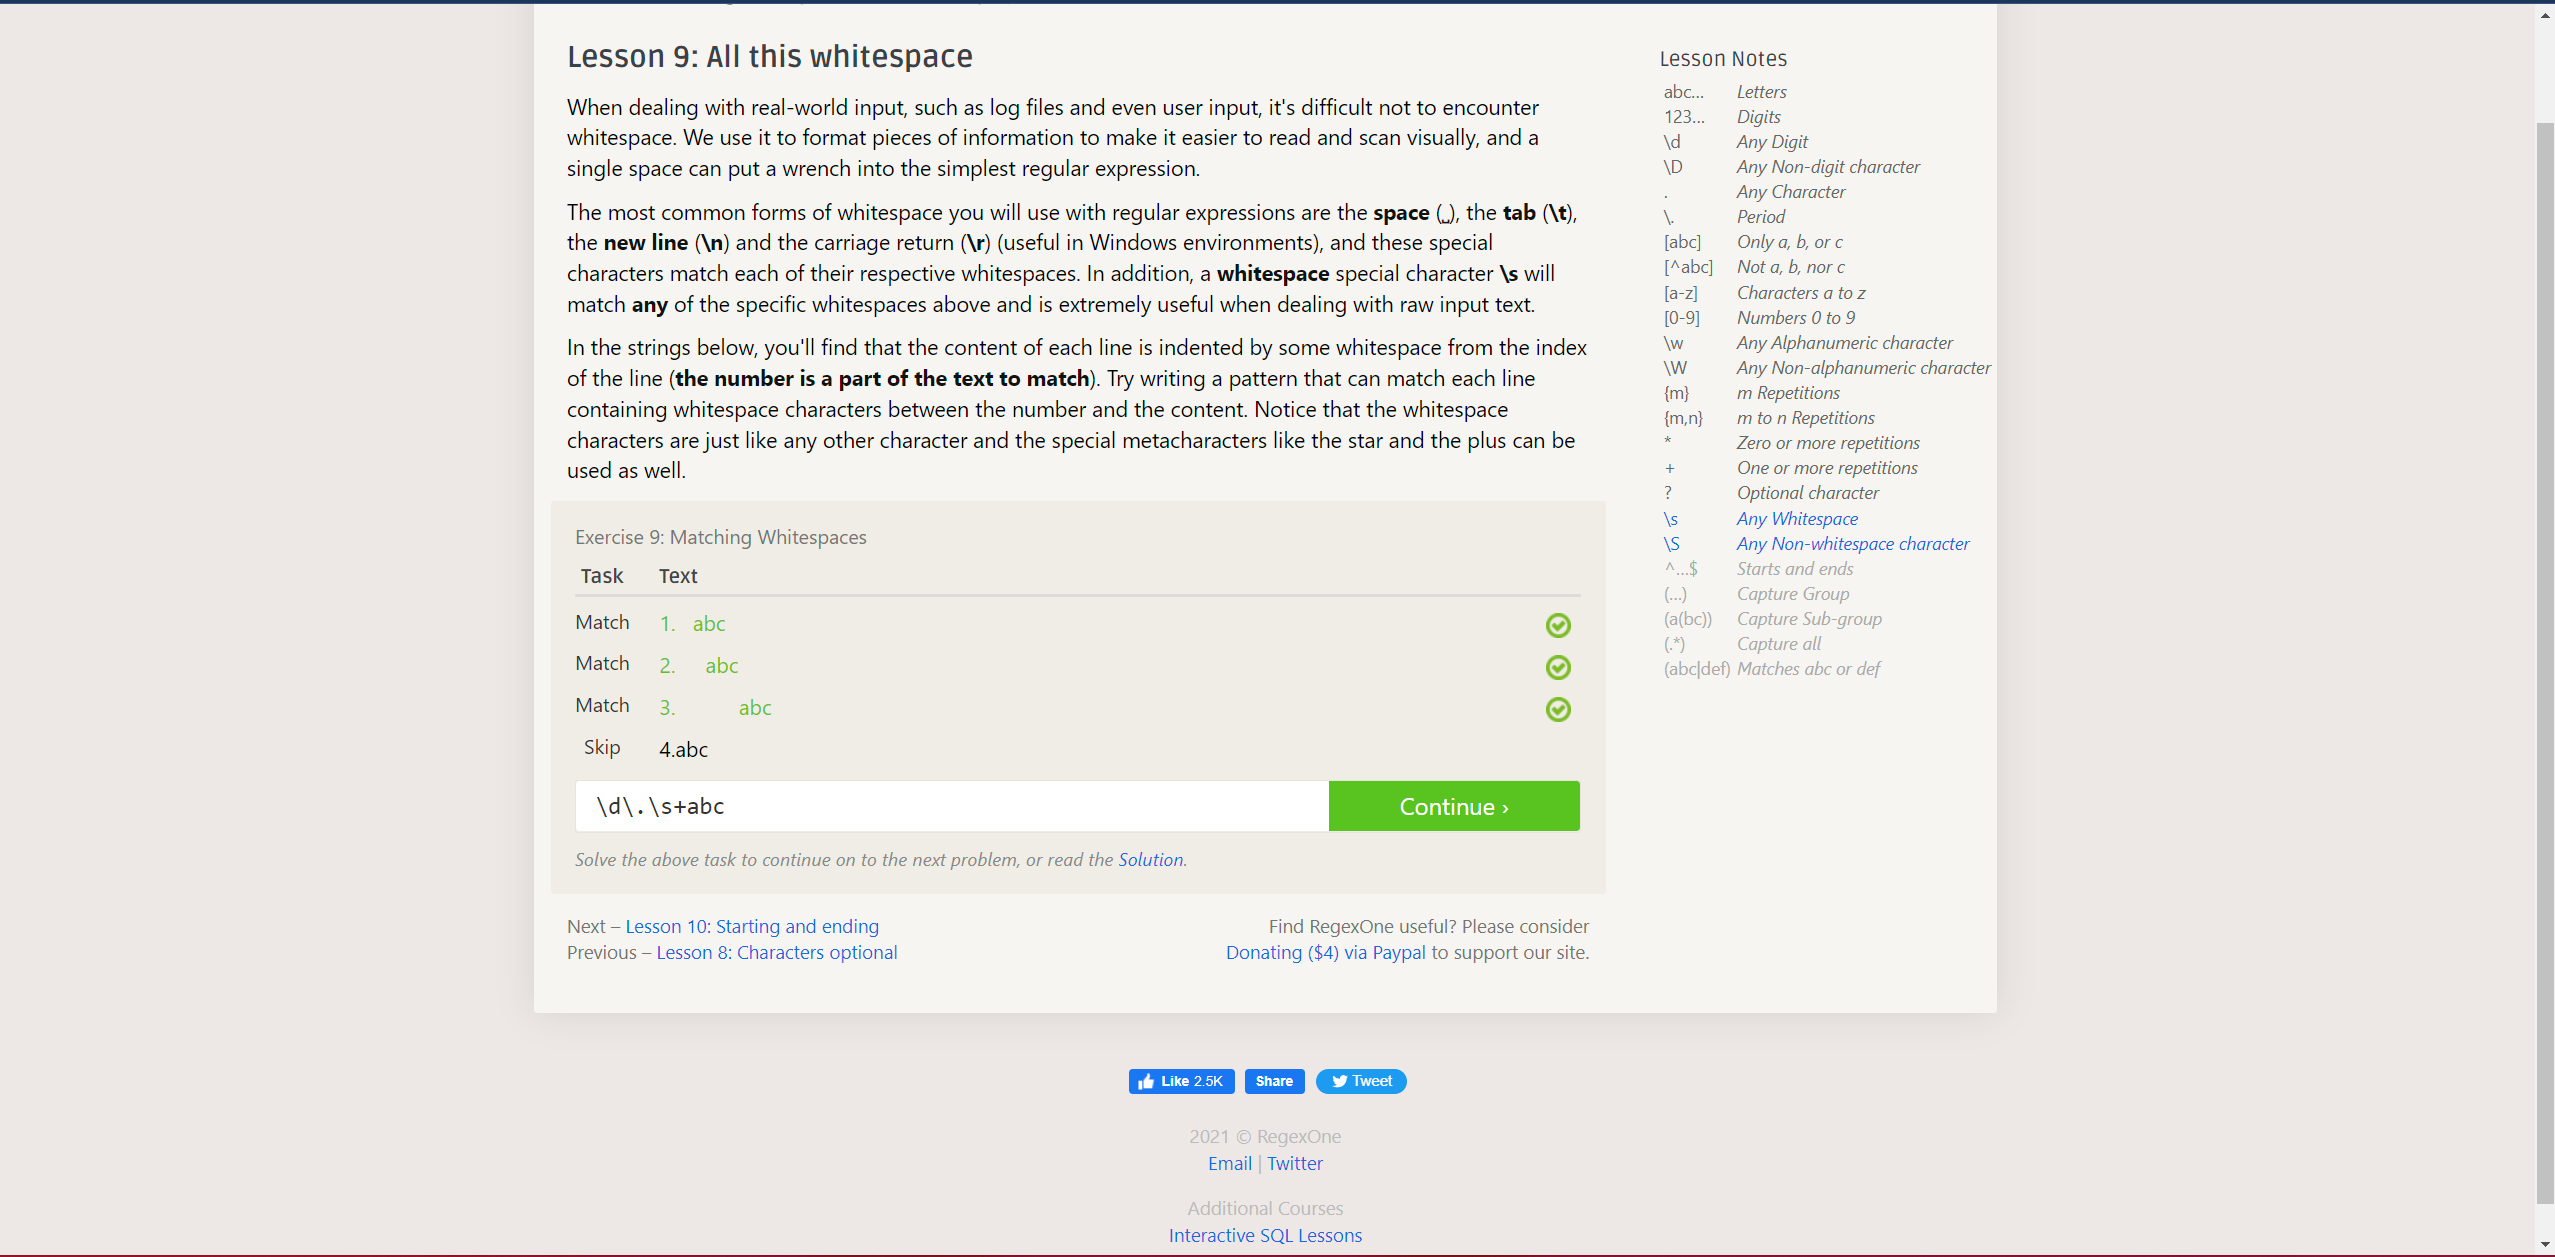 Lesson 9: All this whitespace
When dealing with real-world input, such as log files and even user input, it's difficult not to encounter
whitespace. We use it to format pieces of information to make it easier to read and scan visually, and a
single space can put a wrench into the simplest regular expression.
The most common forms of whitespace you will use with regular expressions are the space (␣), the tab (\t),
the new line (\n) and the carriage return (\r) (useful in Windows environments), and these special
characters match each of their respective whitespaces. In addition, a whitespace special character \s will
match any of the specific whitespaces above and is extremely useful when dealing with raw input text.
In the strings below, you'll find that the content of each line is indented by some whitespace from the index
of the line (the number is a part of the text to match). Try writing a pattern that can match each line
containing whitespace characters between the number and the content. Notice that the whitespace
characters are just like any other character and the special metacharacters like the star and the plus can be
used as well.
Exercise 9: Matching Whitespaces
Task Text
Match 1.   abc
Match 2.     abc
Match 3.           abc
Skip 4.abc
\d\.\s+abc
Continue ›
Solve the above task to continue on to the next problem, or read the Solution.
Next – Lesson 10: Starting and ending
Previous – Lesson 8: Characters optional
Find RegexOne useful? Please consider
Donating ($4) via Paypal to support our site.
Lesson Notes
abc… Letters
123… Digits
\d Any Digit
\D Any Non-digit character
. Any Character
\. Period
[abc] Only a, b, or c
[^abc] Not a, b, nor c
[a-z] Characters a to z
[0-9] Numbers 0 to 9
\w Any Alphanumeric character
\W Any Non-alphanumeric character
{m} m Repetitions
{m,n} m to n Repetitions
* Zero or more repetitions
+ One or more repetitions
? Optional character
\s Any Whitespace
\S Any Non-whitespace character
^…$ Starts and ends
(…) Capture Group
(a(bc)) Capture Sub-group
(.*) Capture all
(abc|def) Matches abc or def
Like 2.5K
Share
Tweet
2021 © RegexOne
Email | Twitter
Additional Courses
Interactive SQL Lessons